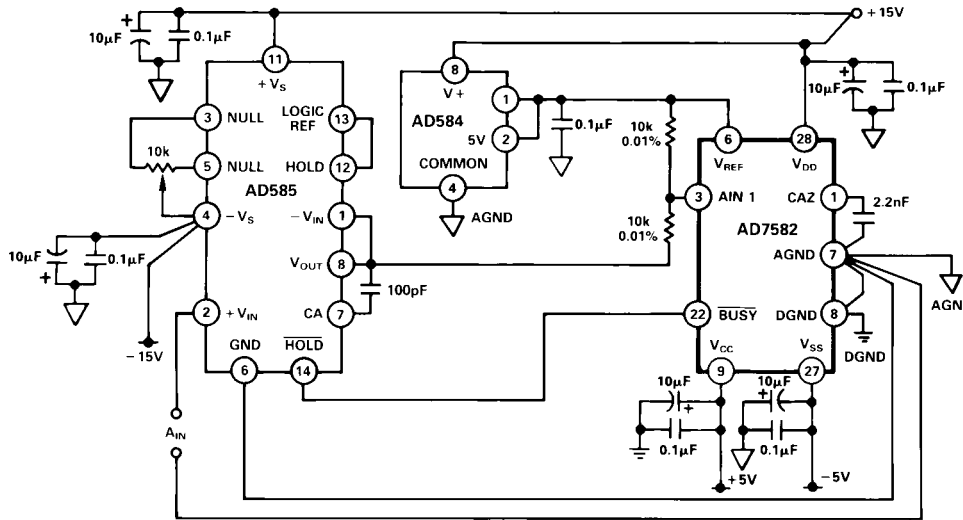 +15V
10µF
0.1µF
11
+VS
8
V+
10µF
0.1µF
3
NULL
LOGIC
REF
13
AD584
1
5V
2
0.1µF
10k
0.01%
6
VREF
28
VDD
10k
5
NULL
HOLD
12
AD585
COMMON
4
AGND
3
AIN 1
CAZ
1
2.2nF
4
-VS
-VIN
1
10k
0.01%
AD7582
10µF
0.1µF
VOUT
8
100pF
AGND
7
AGN
2
+VIN
CA
7
22
BUSY
DGND
8
DGND
-15V
GND
6
HOLD
14
VCC
9
VSS
27
10µF
0.1µF
+5V
10µF
0.1µF
-5V
AIN